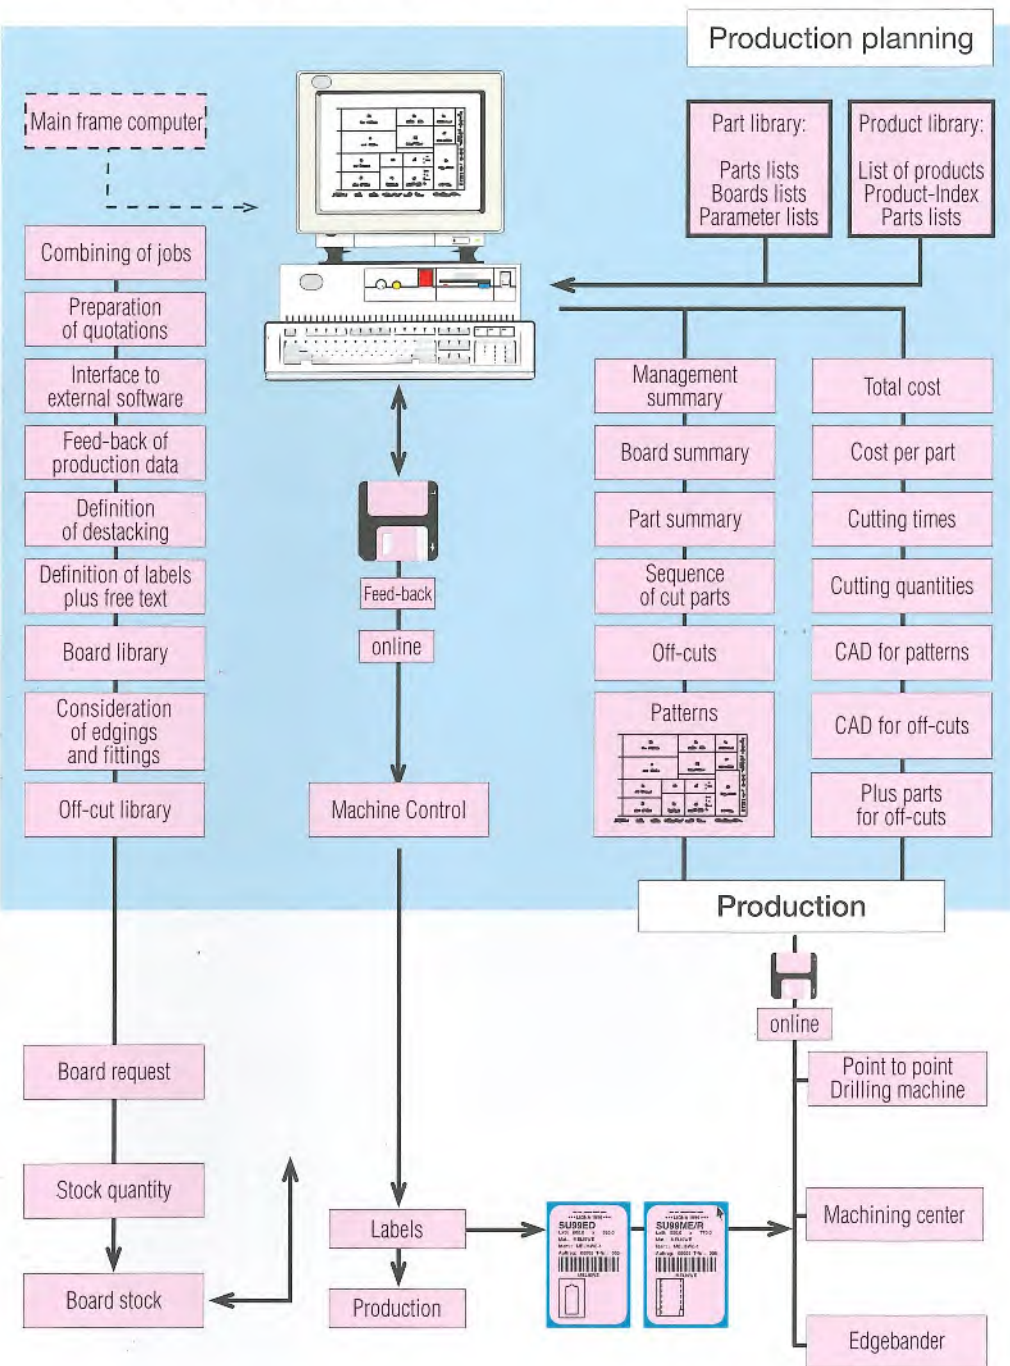 Production planning
Main frame computer
Part library:
Parts lists
Boards lists
Parameter lists
Product library:
List of products
Product-Index
Parts lists
Combining of jobs
Preparation
of quotations
Interface to
external software
Feed-back of
production data
Definition
of destacking
Definition of labels
plus free text
Board library
Consideration
of edgings
and fittings
Off-cut library
Feed-back
online
Machine Control
Management
summary
Board summary
Part summary
Sequence
of cut parts
Off-cuts
Patterns
Total cost
Cost per part
Cutting times
Cutting quantities
CAD for patterns
CAD for off-cuts
Plus parts
for off-cuts
Production
online
Point to point
Drilling machine
Machining center
Edgebander
Board request
Stock quantity
Board stock
Labels
Production
SU99ED
SU99ME/R